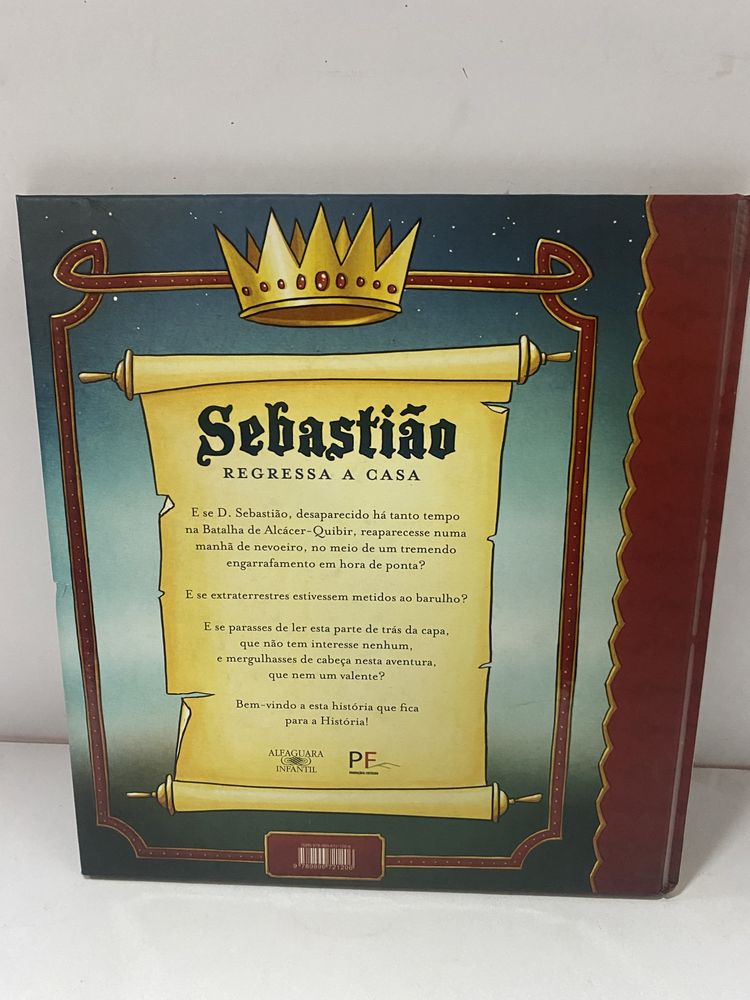 Sebastião
REGRESSA A CASA
E se D. Sebastião, desaparecido há tanto tempo
na Batalha de Alcácer-Quibir, reaparecesse numa
manhã de nevoeiro, no meio de um tremendo
engarrafamento em hora de ponta?
E se extraterrestres estivessem metidos ao barulho?
E se parasses de ler esta parte de trás da capa,
que não tem interesse nenhum,
e mergulhasses de cabeça nesta aventura,
que nem um valente?
Bem-vindo a esta história que fica
para a História!
ALFAGUARA
INFANTIL
PF